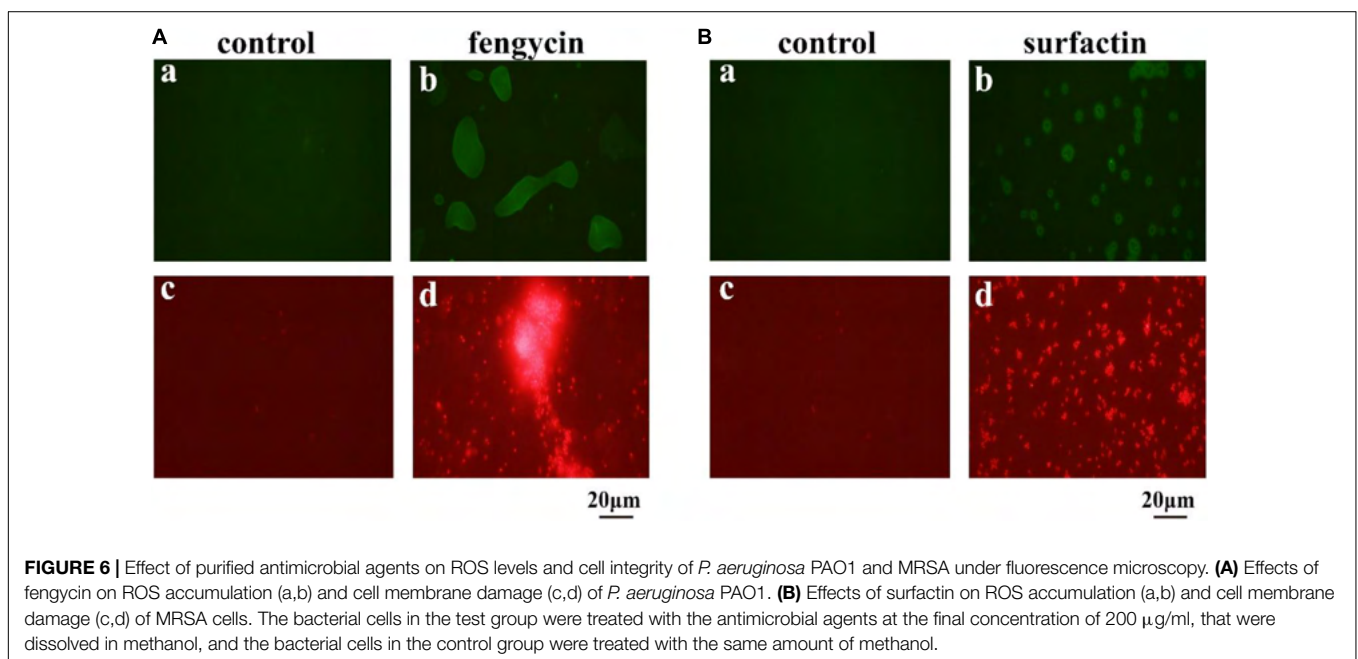 A control fengycin B control surfactin
a b a b
c d c d
20μm 20μm
FIGURE 6 | Effect of purified antimicrobial agents on ROS levels and cell integrity of P. aeruginosa PAO1 and MRSA under fluorescence microscopy. (A) Effects of
fengycin on ROS accumulation (a,b) and cell membrane damage (c,d) of P. aeruginosa PAO1. (B) Effects of surfactin on ROS accumulation (a,b) and cell membrane
damage (c,d) of MRSA cells. The bacterial cells in the test group were treated with the antimicrobial agents at the final concentration of 200 μg/ml, that were
dissolved in methanol, and the bacterial cells in the control group were treated with the same amount of methanol.